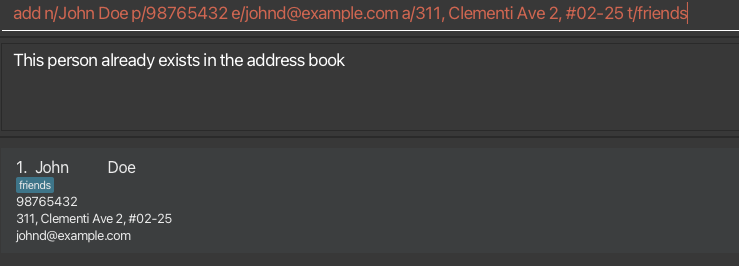 add n/John Doe p/98765432 e/johnd@example.com a/311, Clementi Ave 2, #02-25 t/friends
This person already exists in the address book
1. John Doe
friends
98765432
311, Clementi Ave 2, #02-25
johnd@example.com